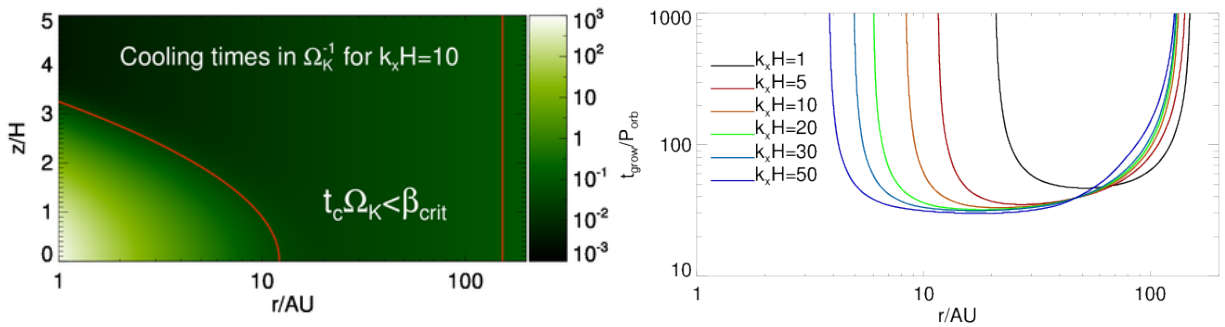 Cooling times in Ω_K^-1 for k_xH=10
t_cΩ_K<β_crit
5
4
3
2
1
0
z/H
1
10
100
r/AU
10^3
10^2
10
1
10^-1
10^-2
10^-3
t_grow/P_orb
1000
100
10
k_xH=1
k_xH=5
k_xH=10
k_xH=20
k_xH=30
k_xH=50
1
10
100
r/AU